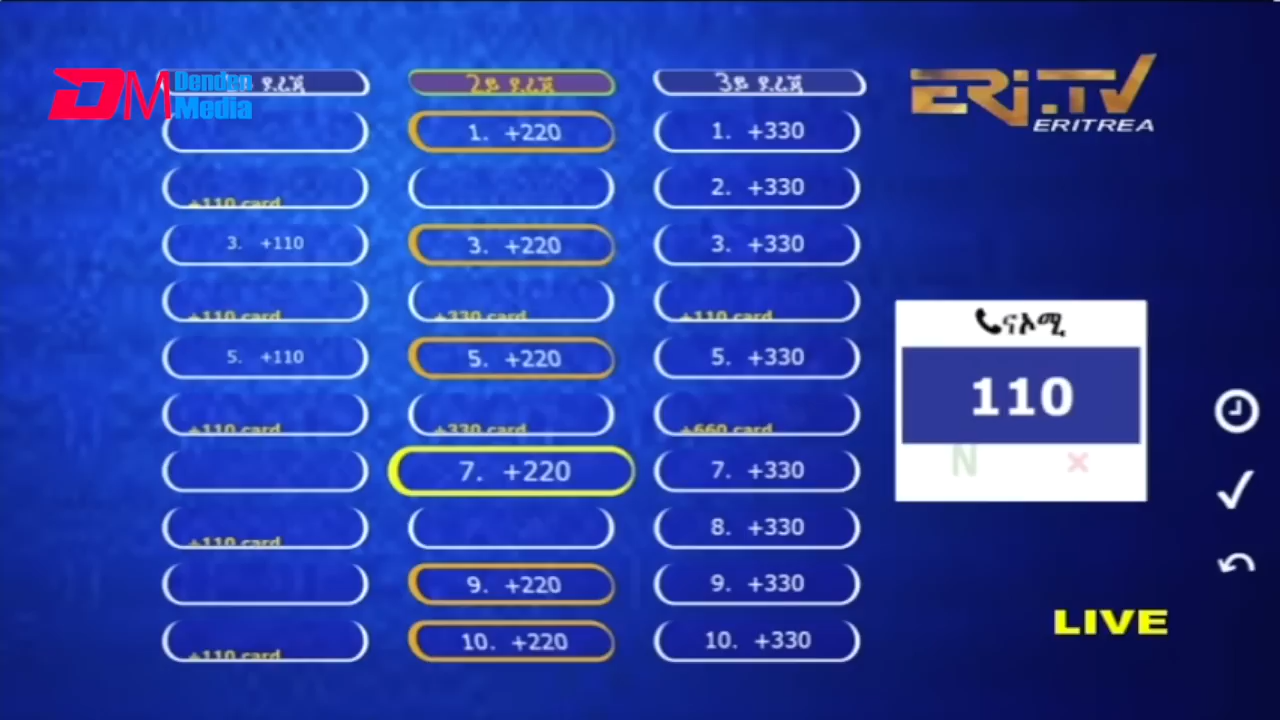 DM Denden Media
ደረጃ
2ይ ደረጃ
3ይ ደረጃ
ERi-TV
ERITREA
1. +220
1. +330
+110 card
2. +330
3. +110
3. +220
3. +330
+110 card
+330 card
+110 card
5. +110
5. +220
5. +330
+110 card
+330 card
+660 card
7. +220
7. +330
+110 card
8. +330
9. +220
9. +330
+110 card
10. +220
10. +330
ናኦሚ
110
N ×
LIVE